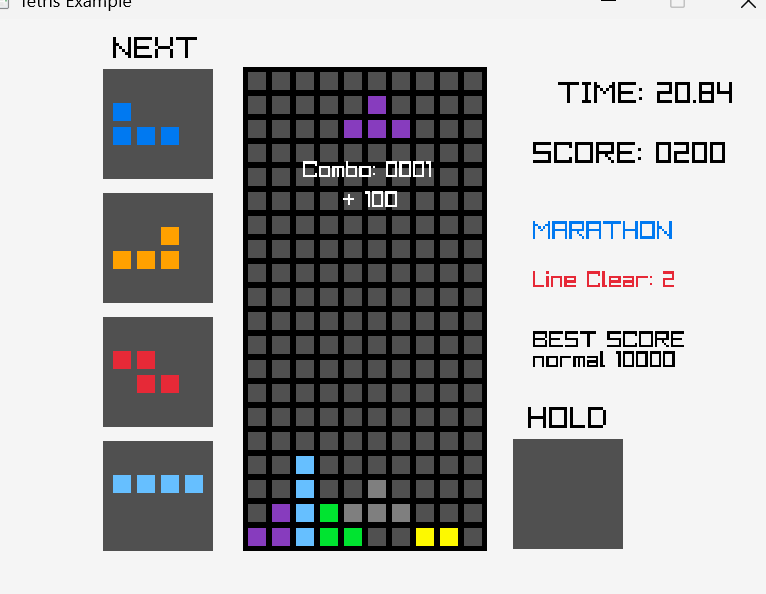 Tetris Example
NEXT
TIME: 20.84
SCORE: 0200
Combo: 0001
+ 100
MARATHON
Line Clear: 2
BEST SCORE
normal 10000
HOLD